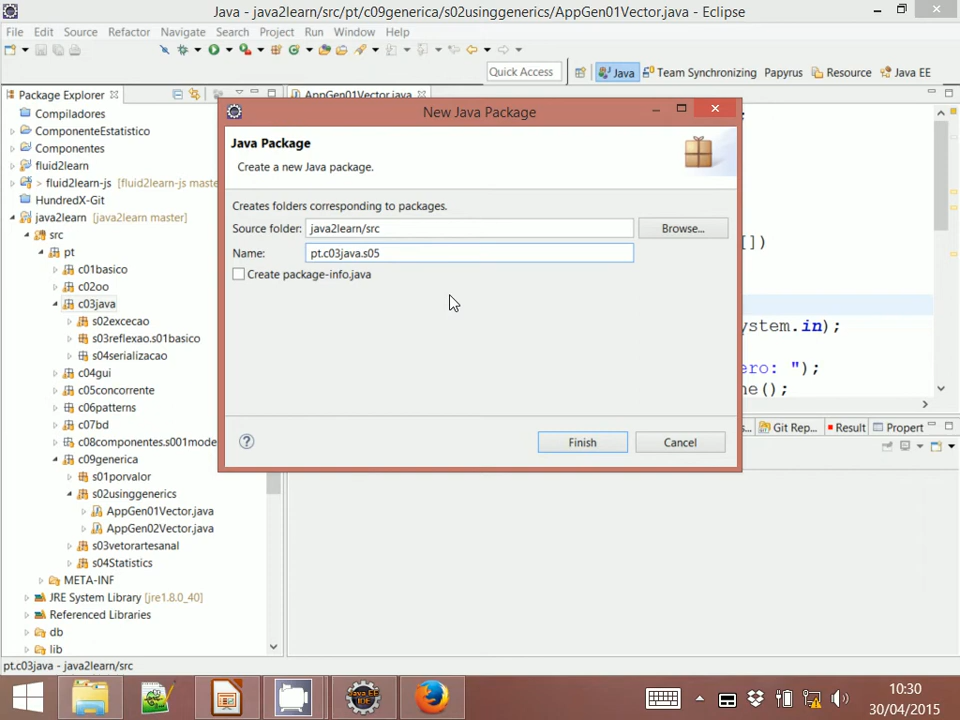 Java - java2learn/src/pt/c09generica/s02usinggenerics/AppGen01Vector.java - Eclipse
File Edit Source Refactor Navigate Search Project Run Window Help
Quick Access Java Team Synchronizing Papyrus Resource Java EE
Package Explorer
AppGen01Vector.java
Compiladores
ComponenteEstatistico
Componentes
fluid2learn
> fluid2learn-js [fluid2learn-js maste
HundredX-Git
java2learn [java2learn master]
src
pt
c01basico
c02oo
c03java
s02excecao
s03reflexao.s01basico
s04serializacao
c04gui
c05concorrente
c06patterns
c07bd
c08componentes.s001mode
c09generica
s01porvalor
s02usinggenerics
AppGen01Vector.java
AppGen02Vector.java
s03vetorartesanal
s04Statistics
META-INF
JRE System Library [jre1.8.0_40]
Referenced Libraries
db
lib
New Java Package
Java Package
Create a new Java package.
Creates folders corresponding to packages.
Source folder: java2learn/src Browse...
Name: pt.c03java.s05
Create package-info.java
? Finish Cancel
[])
ystem.in);
ero: ");
ne();
s... Git Rep... Result Propert
pt.c03java - java2learn/src
Java EE
IDE
10:30
30/04/2015